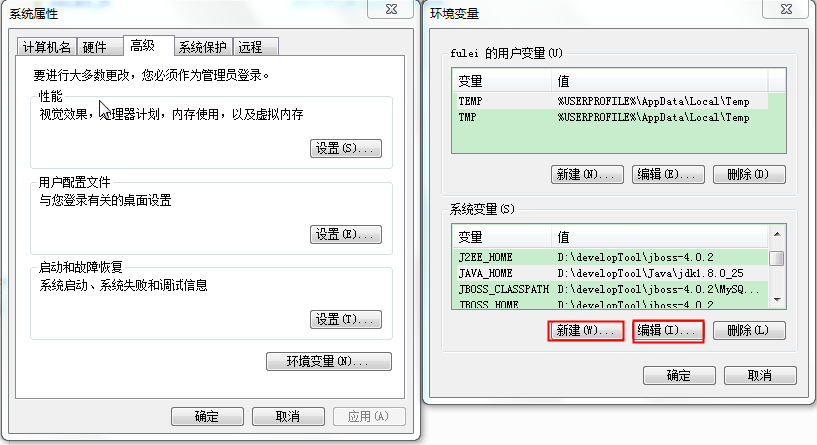 系统属性
计算机名 硬件 高级 系统保护 远程
要进行大多数更改，您必须作为管理员登录。
性能
视觉效果，处理器计划，内存使用，以及虚拟内存
设置(S)...
用户配置文件
与您登录有关的桌面设置
设置(E)...
启动和故障恢复
系统启动、系统失败和调试信息
设置(T)...
环境变量(N)...
确定 取消 应用(A)
环境变量
fulei 的用户变量(U)
变量 值
TEMP %USERPROFILE%\AppData\Local\Temp
TMP %USERPROFILE%\AppData\Local\Temp
新建(N)... 编辑(E)... 删除(D)
系统变量(S)
变量 值
J2EE_HOME D:\developTool\jboss-4.0.2
JAVA_HOME D:\developTool\Java\jdk1.8.0_25
JBOSS_CLASSPATH D:\developTool\jboss-4.0.2\MySQ...
JBOSS_HOME D:\developTool\jboss-4.0.2
新建(W)... 编辑(I)... 删除(L)
确定 取消